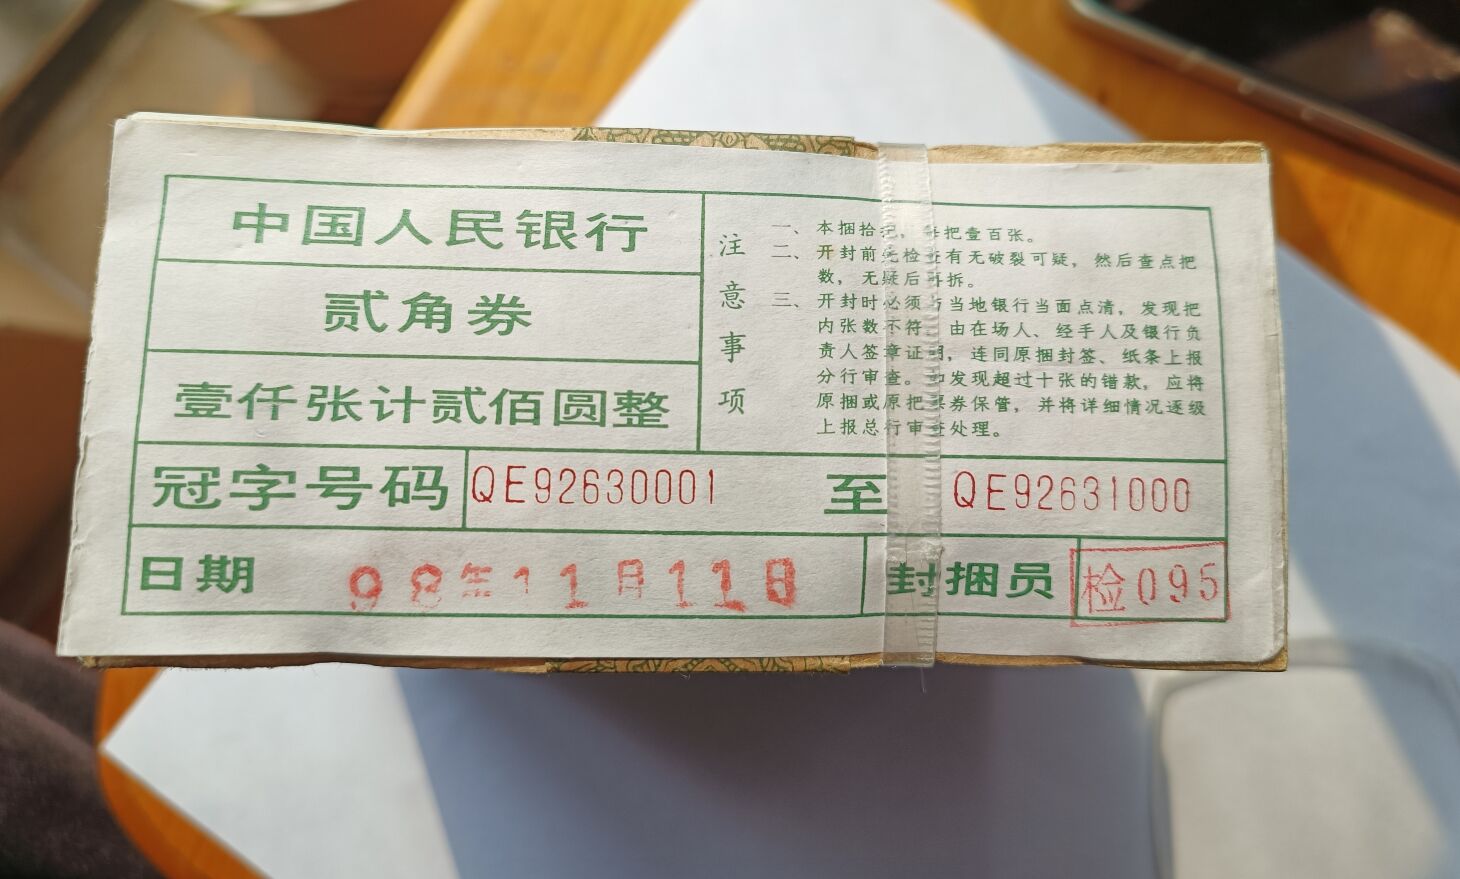 中国人民银行
贰角券
壹仟张计贰佰圆整
注意事项
一、本捆拾把，每把壹百张。
二、开封前先检查有无破裂可疑，然后查点把
数，无疑后再拆。
三、开封时必须与当地银行当面点清，发现把
内张数不符，由在场人、经手人及银行负
责人签章证明，连同原捆封签、纸条上报
分行审查。如发现超过十张的错款，应将
原捆或原把票券保管，并将详细情况逐级
上报总行审查处理。
冠字号码 QE92630001 至 QE92631000
日期 98年11月11日 封捆员 检095